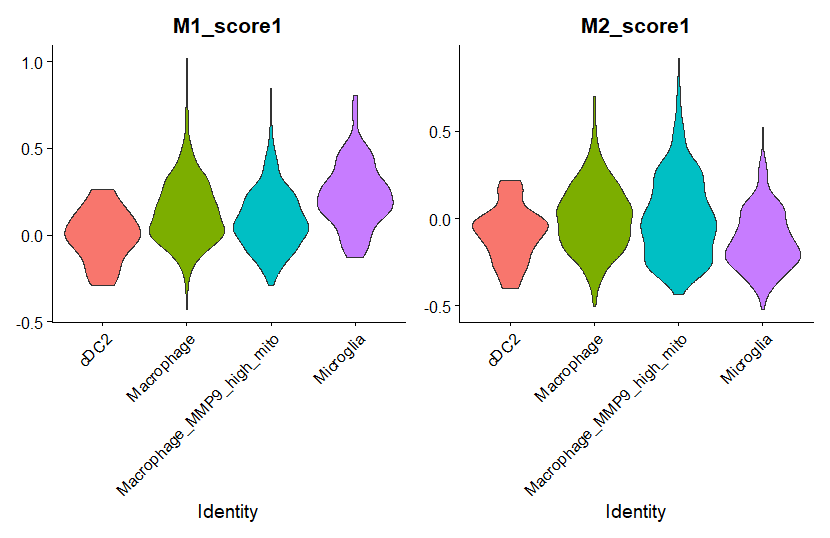 M1_score1
1.0
0.5
0.0
-0.5
cDC2
Macrophage
Macrophage_MMP9_high_mito
Microglia
Identity
M2_score1
0.5
0.0
-0.5
cDC2
Macrophage
Macrophage_MMP9_high_mito
Microglia
Identity